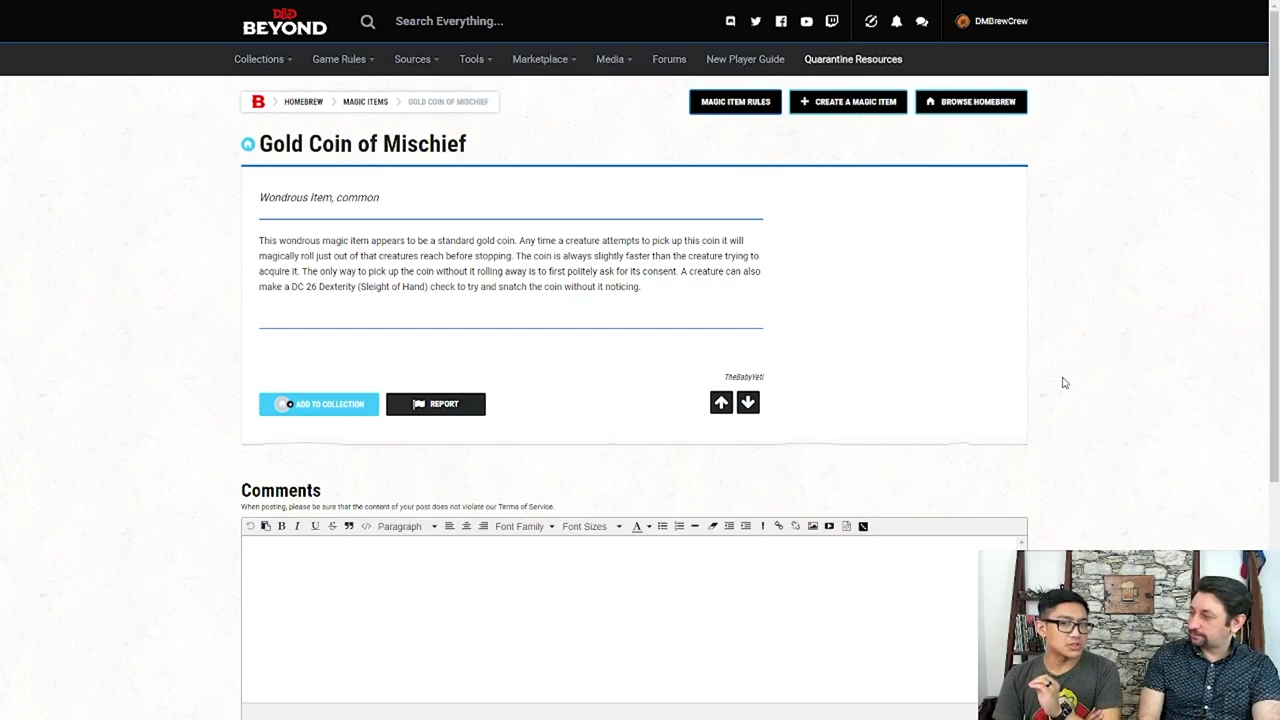 D&D
BEYOND
Search Everything...
DMBrewCrew
Collections
Game Rules
Sources
Tools
Marketplace
Media
Forums
New Player Guide
Quarantine Resources
B
HOMEBREW
MAGIC ITEMS
GOLD COIN OF MISCHIEF
MAGIC ITEM RULES
CREATE A MAGIC ITEM
BROWSE HOMEBREW
Gold Coin of Mischief
Wondrous Item, common
This wondrous magic item appears to be a standard gold coin. Any time a creature attempts to pick up this coin it will
magically roll just out of that creatures reach before stopping. The coin is always slightly faster than the creature trying to
acquire it. The only way to pick up the coin without it rolling away is to first politely ask for its consent. A creature can also
make a DC 26 Dexterity (Sleight of Hand) check to try and snatch the coin without it noticing.
TheBabyYeti
ADD TO COLLECTION
REPORT
Comments
When posting, please be sure that the content of your post does not violate our Terms of Service.
B I U S
Paragraph
Font Family
Font Sizes
A